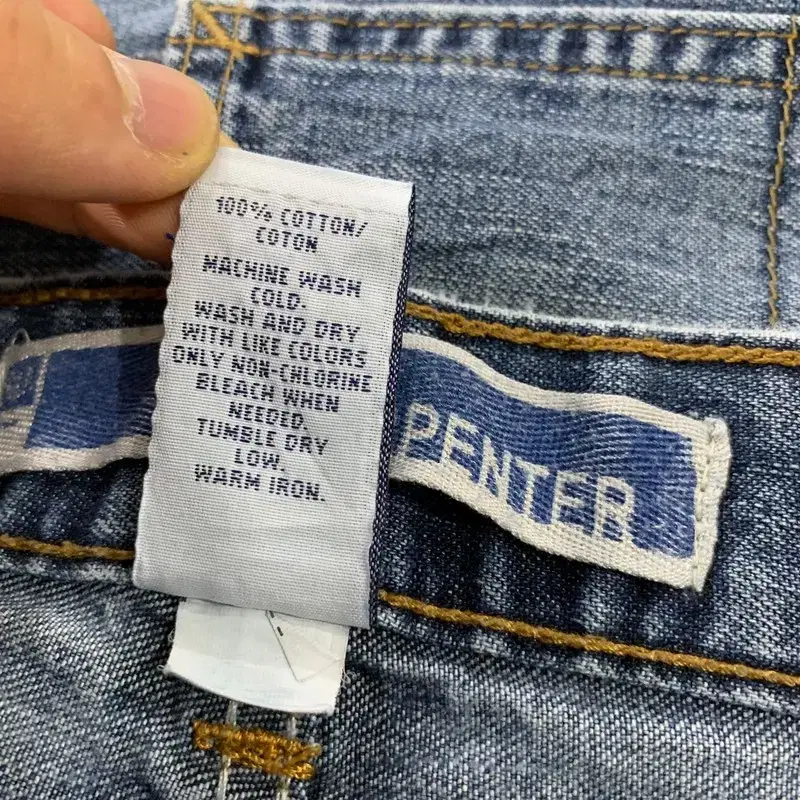 100% COTTON/
COTON
MACHINE WASH
COLD.
WASH AND DRY
WITH LIKE COLORS
ONLY NON-CHLORINE
BLEACH WHEN
NEEDED.
TUMBLE DRY
LOW.
WARM IRON.
PENTER